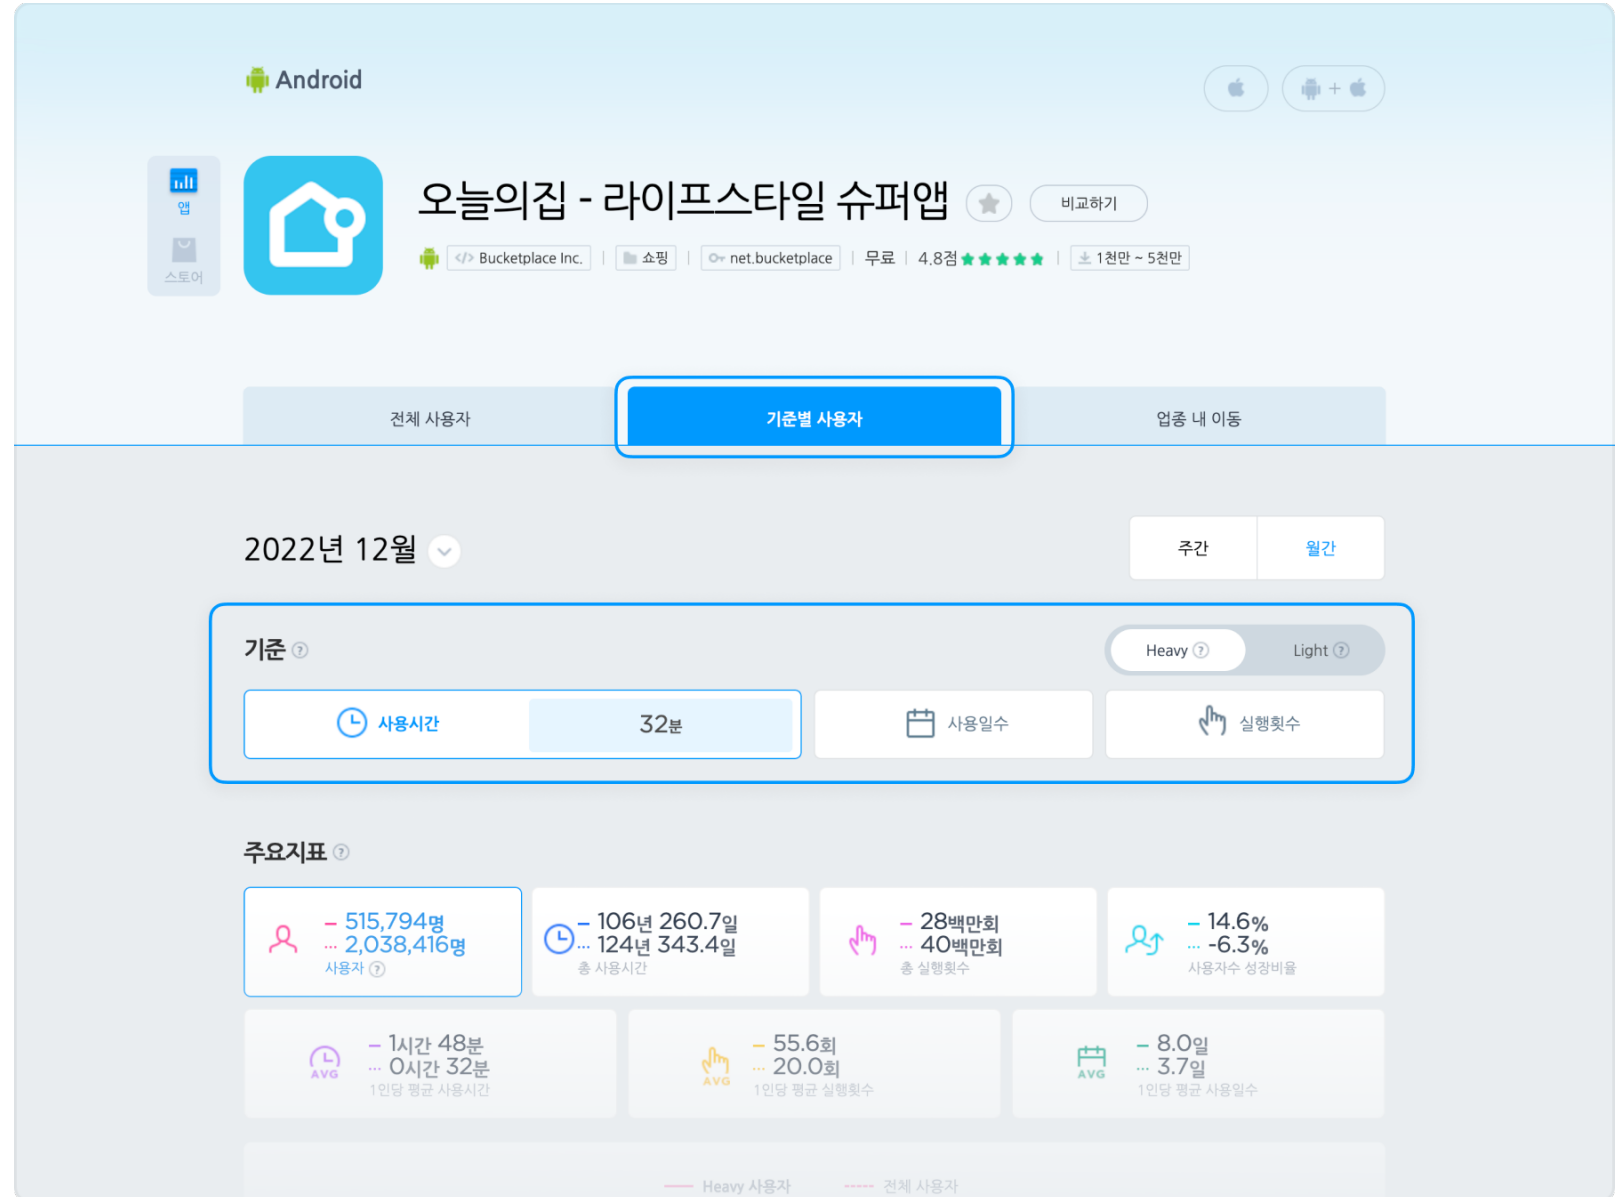 Android
+
앱
스토어
오늘의집 - 라이프스타일 슈퍼앱
비교하기
</> Bucketplace Inc. | 쇼핑 | net.bucketplace | 무료 | 4.8점★★★★★ | 1천만 ~ 5천만
전체 사용자
기준별 사용자
업종 내 이동
2022년 12월
주간
월간
기준 ?
Heavy ?
Light ?
사용시간
32분
사용일수
실행횟수
주요지표 ?
515,794명
2,038,416명
사용자 ?
106년 260.7일
124년 343.4일
총 사용시간
28백만회
40백만회
총 실행횟수
14.6%
-6.3%
사용자수 성장비율
AVG
1시간 48분
0시간 32분
1인당 평균 사용시간
AVG
55.6회
20.0회
1인당 평균 실행횟수
AVG
8.0일
3.7일
1인당 평균 사용일수
Heavy 사용자
전체 사용자